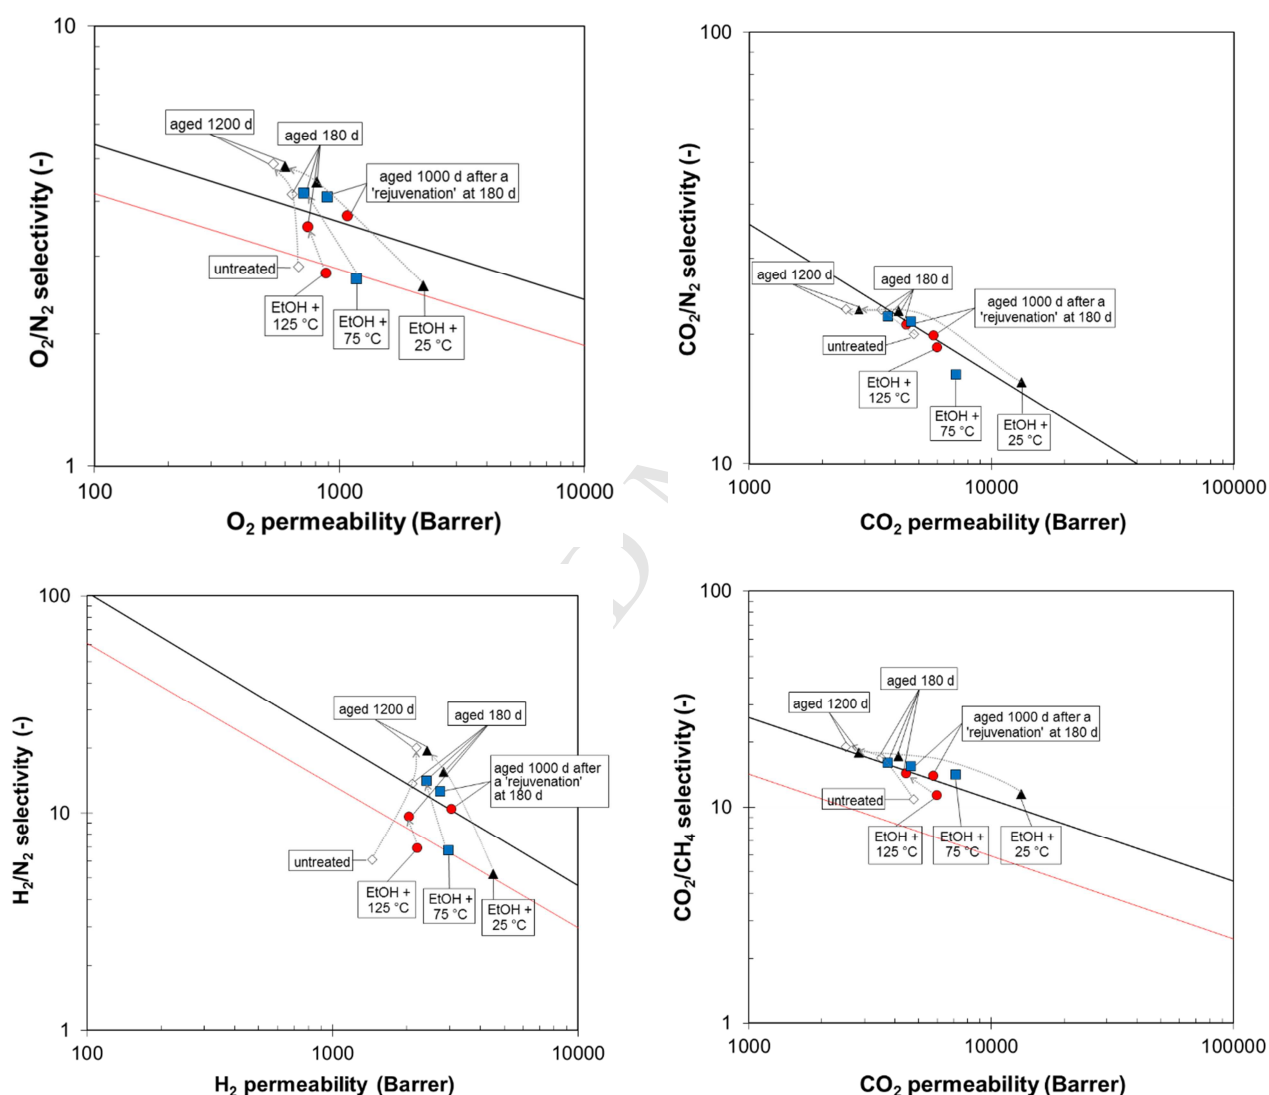 10
O2/N2 selectivity (-)
aged 1200 d
aged 180 d
aged 1000 d after a
'rejuvenation' at 180 d
untreated
EtOH +
125 °C
EtOH +
75 °C
EtOH +
25 °C
1
100
1000
10000
O2 permeability (Barrer)
100
CO2/N2 selectivity (-)
aged 1200 d
aged 180 d
aged 1000 d after a
'rejuvenation' at 180 d
untreated
EtOH +
125 °C
EtOH +
75 °C
EtOH +
25 °C
10
1000
10000
100000
CO2 permeability (Barrer)
100
H2/N2 selectivity (-)
aged 1200 d
aged 180 d
aged 1000 d after
a 'rejuvenation'
at 180 d
10
untreated
EtOH +
125 °C
EtOH +
75 °C
EtOH +
25 °C
1
100
1000
10000
H2 permeability (Barrer)
100
CO2/CH4 selectivity (-)
aged 180 d
aged 1200 d
aged 1000 d after a
'rejuvenation' at 180 d
10
untreated
EtOH +
125 °C
EtOH +
75 °C
EtOH +
25 °C
1
1000
10000
100000
CO2 permeability (Barrer)